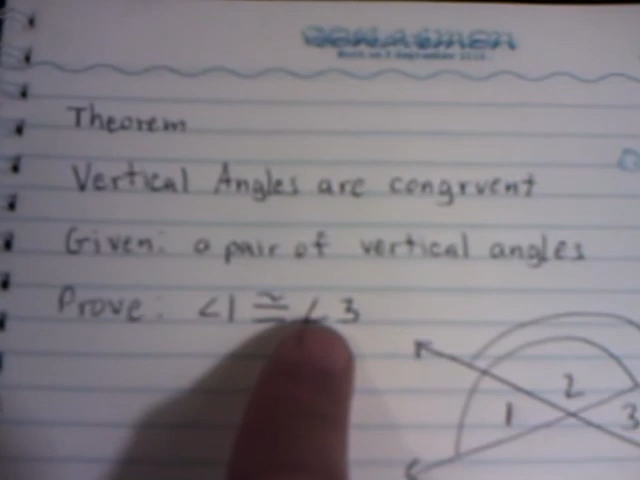 Theorem
Vertical Angles are congruent
Given: a pair of vertical angles
Prove: ∠1 ≅ ∠3
2
1
3